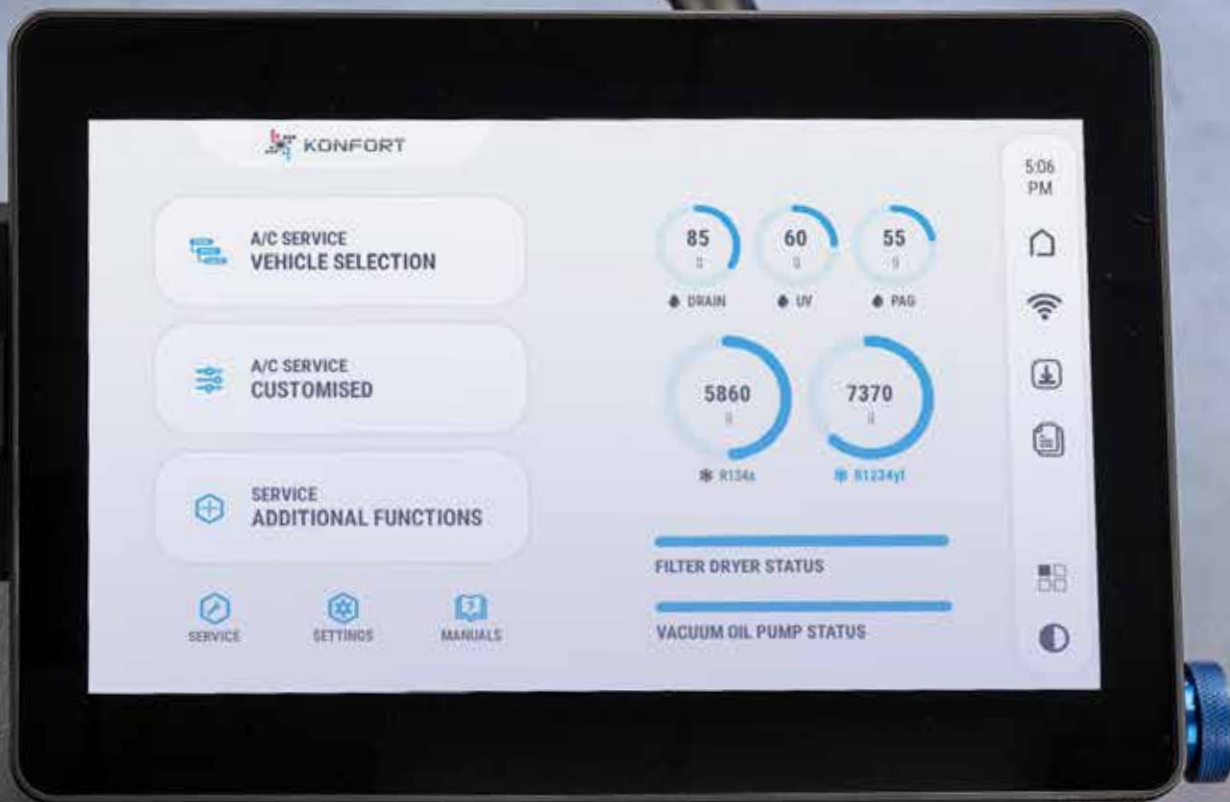 KONFORT
A/C SERVICE
VEHICLE SELECTION
A/C SERVICE
CUSTOMISED
SERVICE
ADDITIONAL FUNCTIONS
SERVICE
SETTINGS
MANUALS
85
g
DRAIN
60
g
UV
55
g
PAG
5860
g
R134a
7370
g
R1234yf
FILTER DRYER STATUS
VACUUM OIL PUMP STATUS
5:06
PM